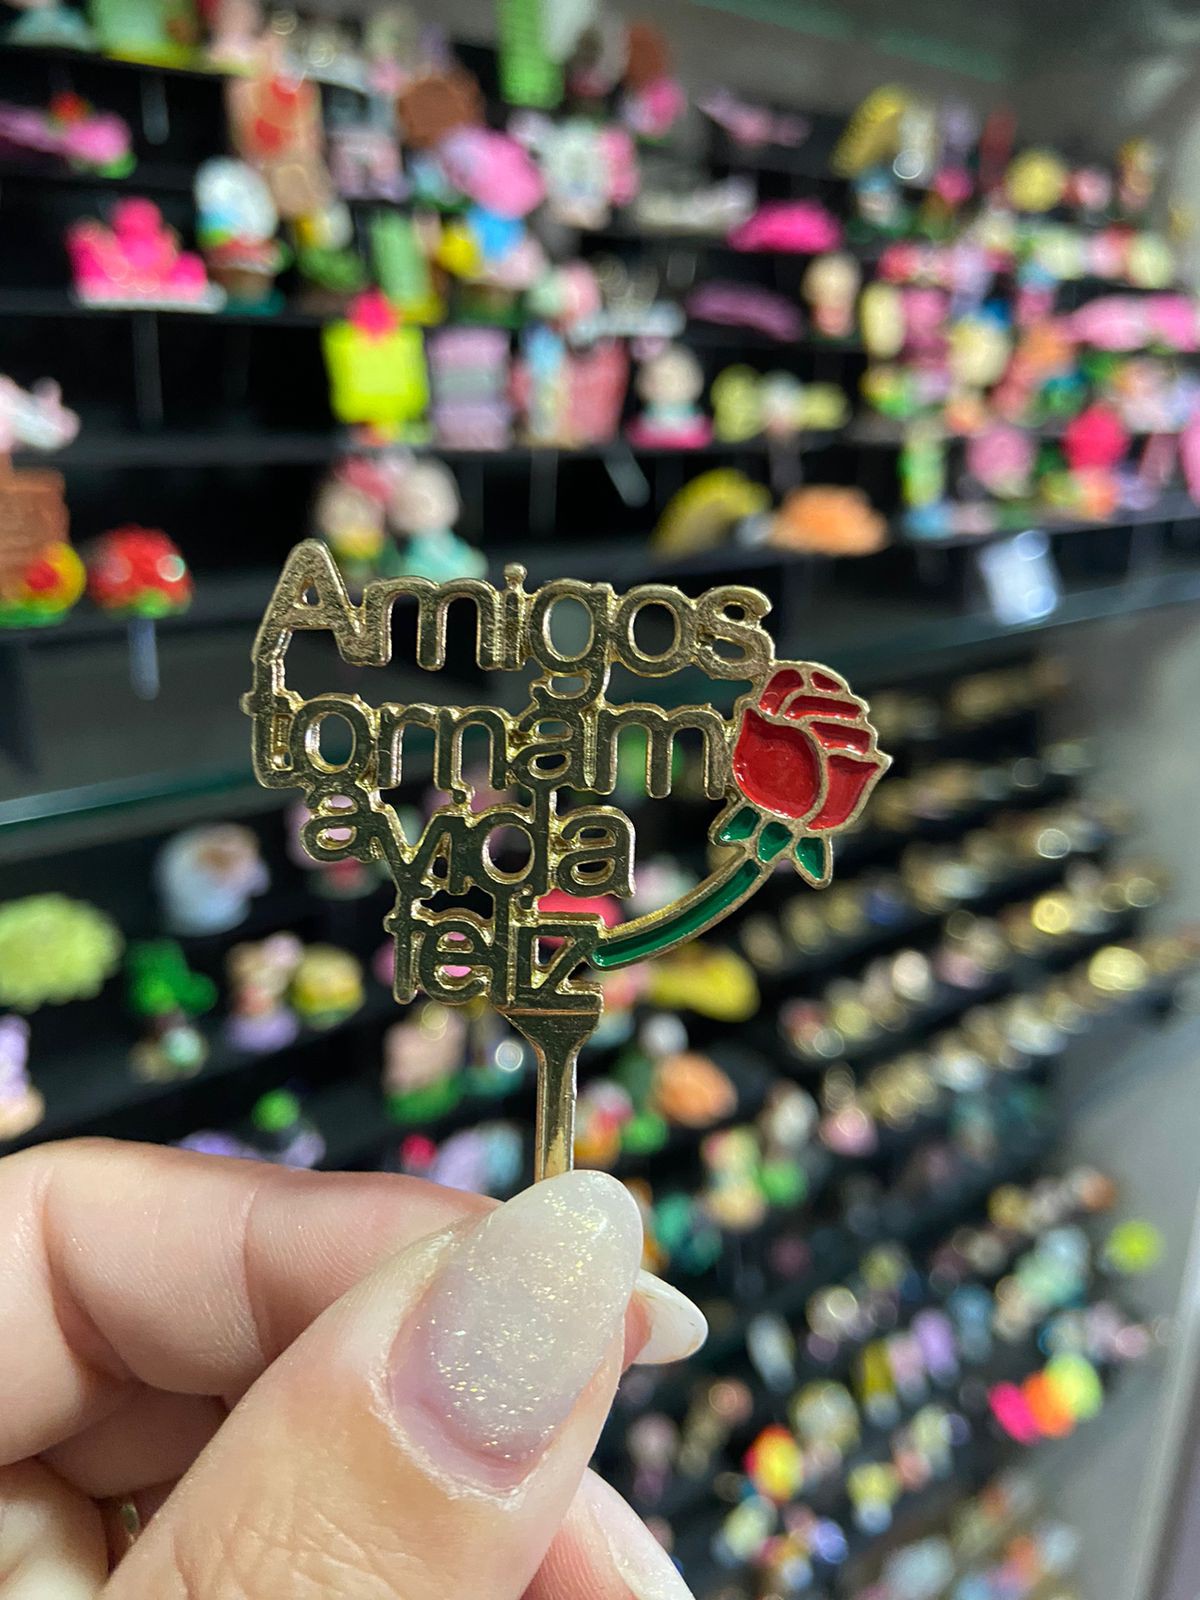 Amigos
tornam
a vida
feliz